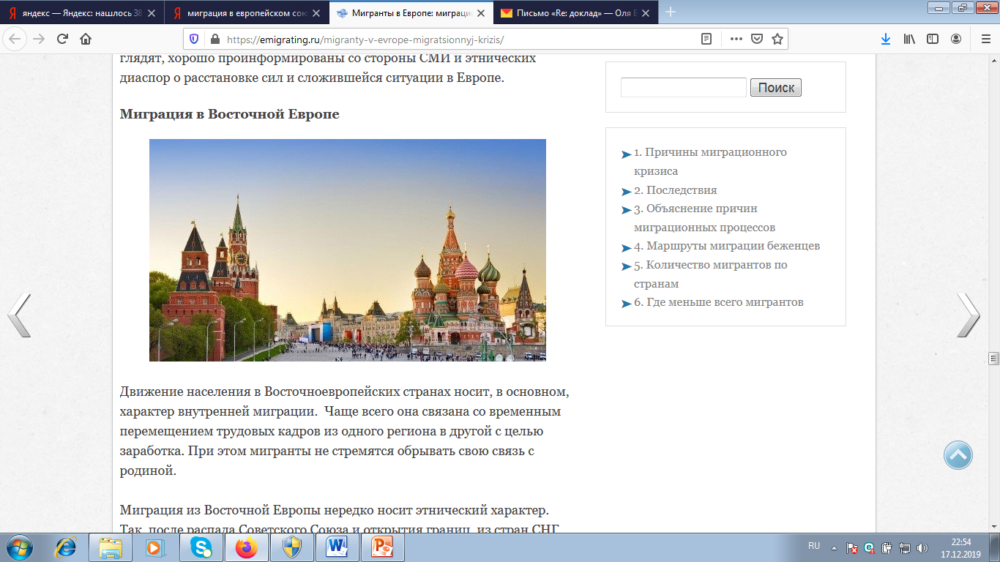 яндекс — Яндекс: нашлось 38
миграция в европейском сою
Мигранты в Европе: миграци
Письмо «Re: доклад» — Оля В
https://emigrating.ru/migranty-v-evrope-migratsionnyj-krizis/
глядят, хорошо проинформированы со стороны СМИ и этнических
диаспор о расстановке сил и сложившейся ситуации в Европе.
Миграция в Восточной Европе
Движение населения в Восточноевропейских странах носит, в основном,
характер внутренней миграции.  Чаще всего она связана со временным
перемещением трудовых кадров из одного региона в другой с целью
заработка. При этом мигранты не стремятся обрывать свою связь с
родиной.
Миграция из Восточной Европы нередко носит этнический характер.
Так, после распада Советского Союза и открытия границ, из стран СНГ
Поиск
1. Причины миграционного
кризиса
2. Последствия
3. Объяснение причин
миграционных процессов
4. Маршруты миграции беженцев
5. Количество мигрантов по
странам
6. Где меньше всего мигрантов
RU
22:54
17.12.2019